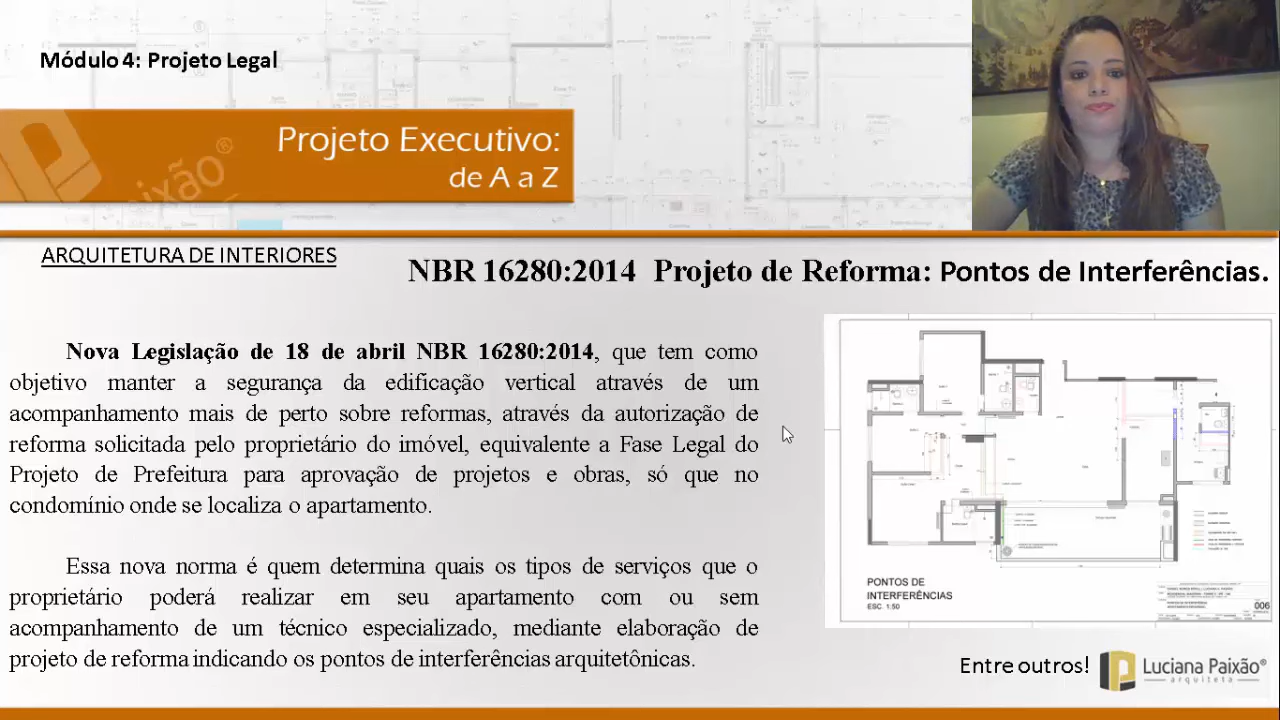 Módulo 4: Projeto Legal
Projeto Executivo:
de A a Z
ARQUITETURA DE INTERIORES
NBR 16280:2014 Projeto de Reforma: Pontos de Interferências.
Nova Legislação de 18 de abril NBR 16280:2014, que tem como
objetivo manter a segurança da edificação vertical através de um
acompanhamento mais de perto sobre reformas, através da autorização de
reforma solicitada pelo proprietário do imóvel, equivalente a Fase Legal do
Projeto de Prefeitura para aprovação de projetos e obras, só que no
condomínio onde se localiza o apartamento.
Essa nova norma é quem determina quais os tipos de serviços que o
proprietário poderá realizar em seu apartamento com ou sem
acompanhamento de um técnico especializado, mediante elaboração de
projeto de reforma indicando os pontos de interferências arquitetônicas.
PONTOS DE
INTERFERÊNCIAS
ESC. 1:50
006
Entre outros!
Luciana Paixão®
arquiteta